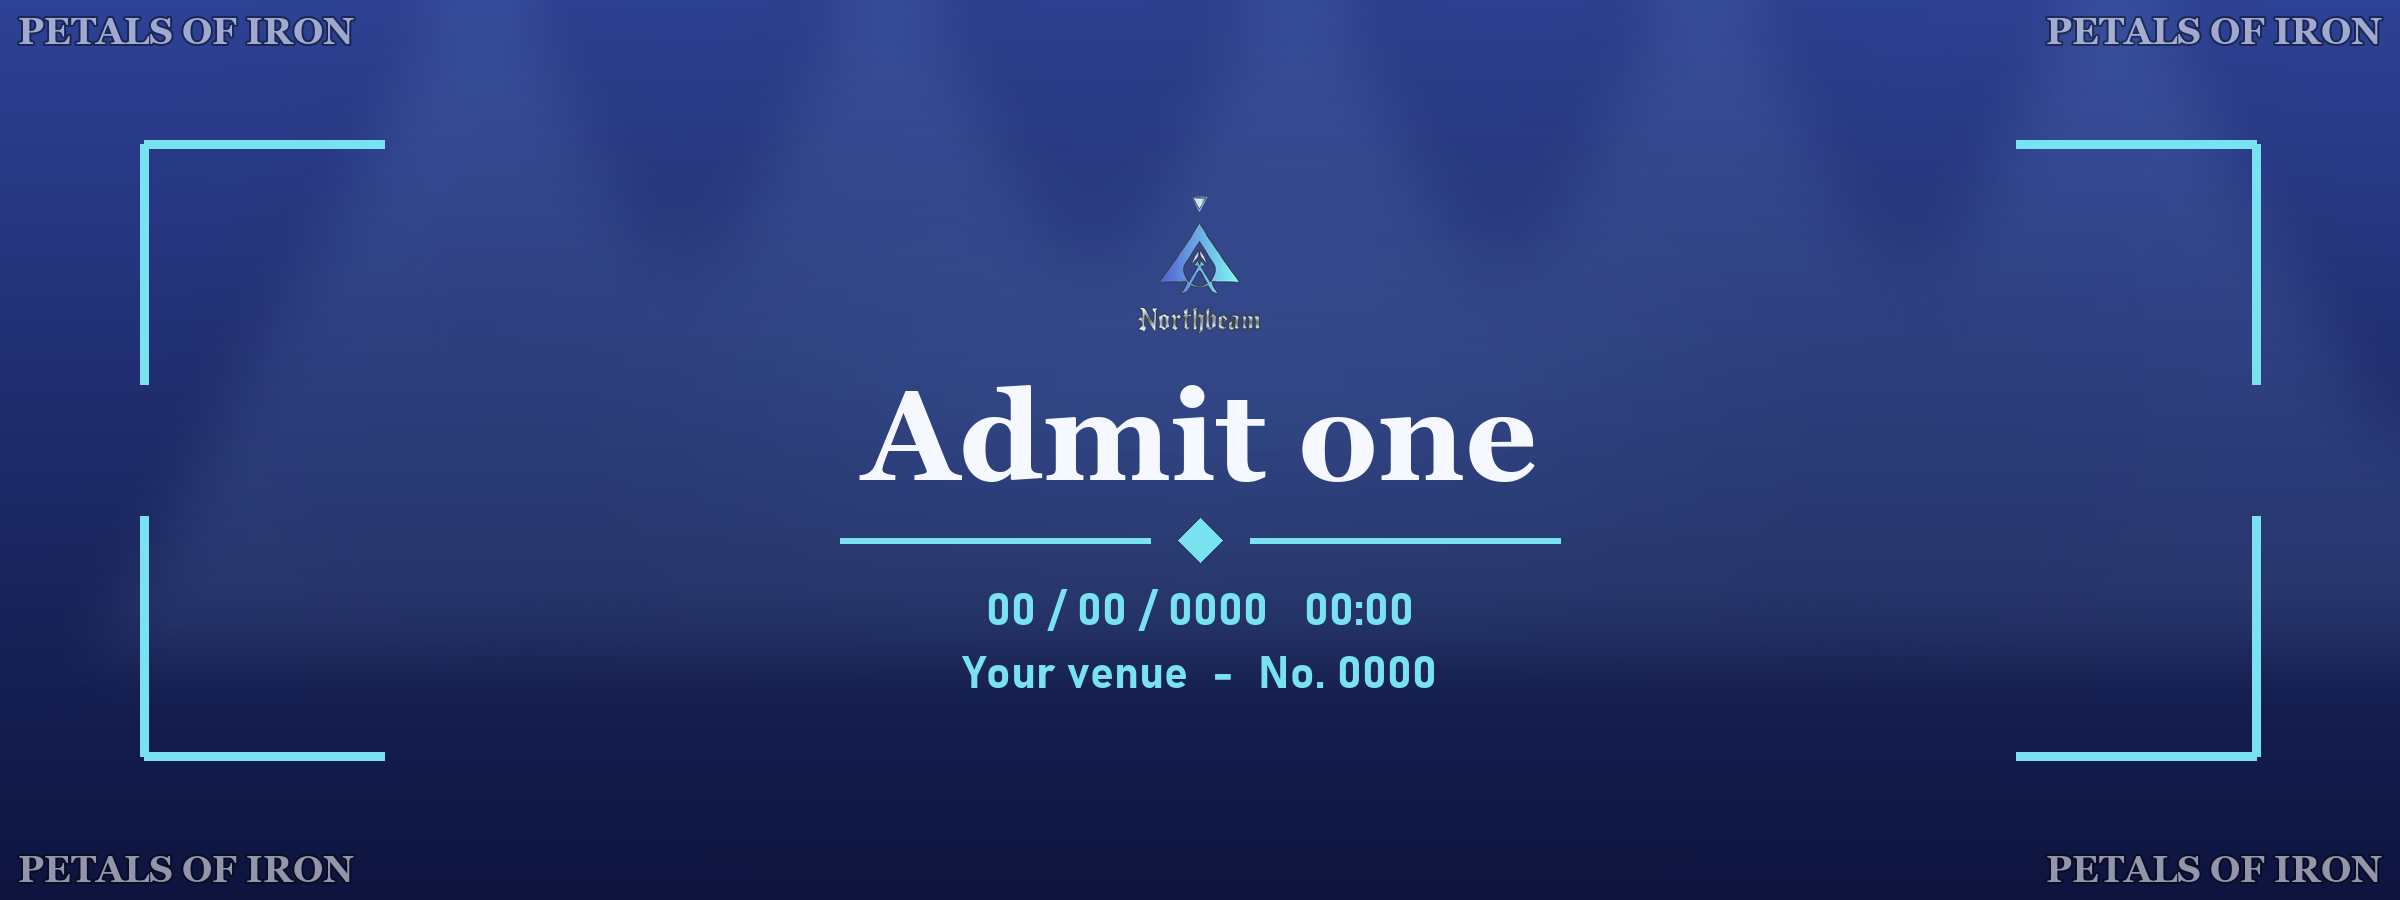 PETALS OF IRON PETALS OF IRON
Northbeam
Admit one
00 / 00 / 0000 00:00
Your venue - No. 0000
PETALS OF IRON PETALS OF IRON